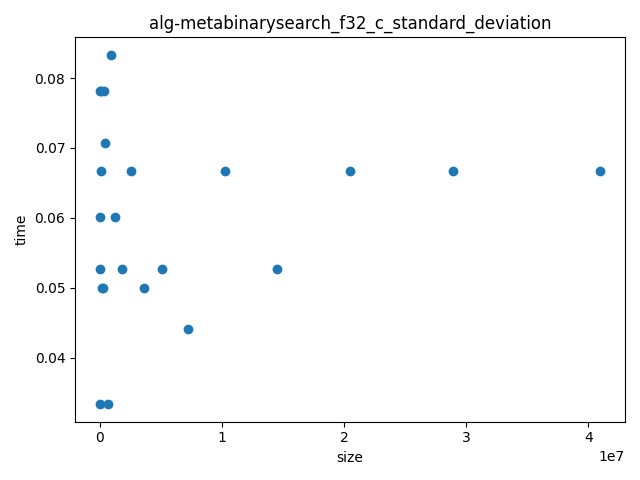 alg-metabinarysearch_f32_c_standard_deviation
0.08
0.07
0.06
0.05
0.04
time
0 1 2 3 4
1e7
size